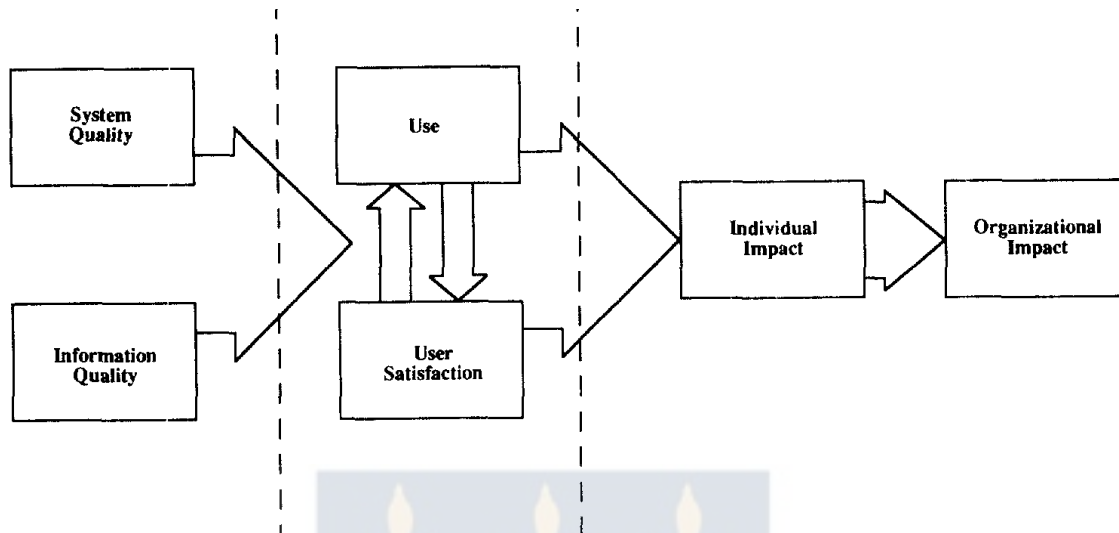 System
Quality
Use
Individual
Impact
Organizational
Impact
Information
Quality
User
Satisfaction